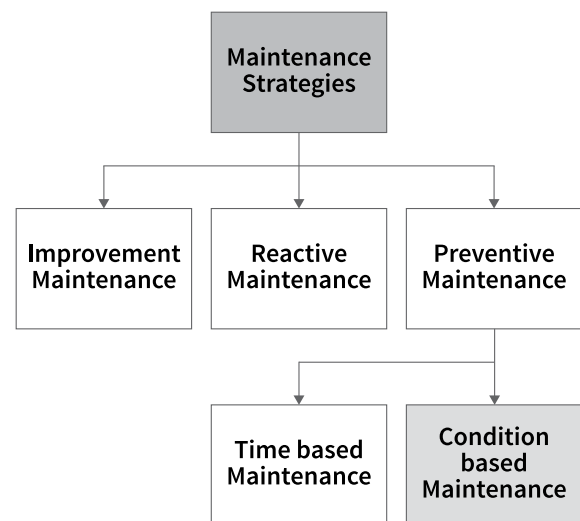 Maintenance
Strategies
Improvement
Maintenance
Reactive
Maintenance
Preventive
Maintenance
Time based
Maintenance
Condition
based
Maintenance